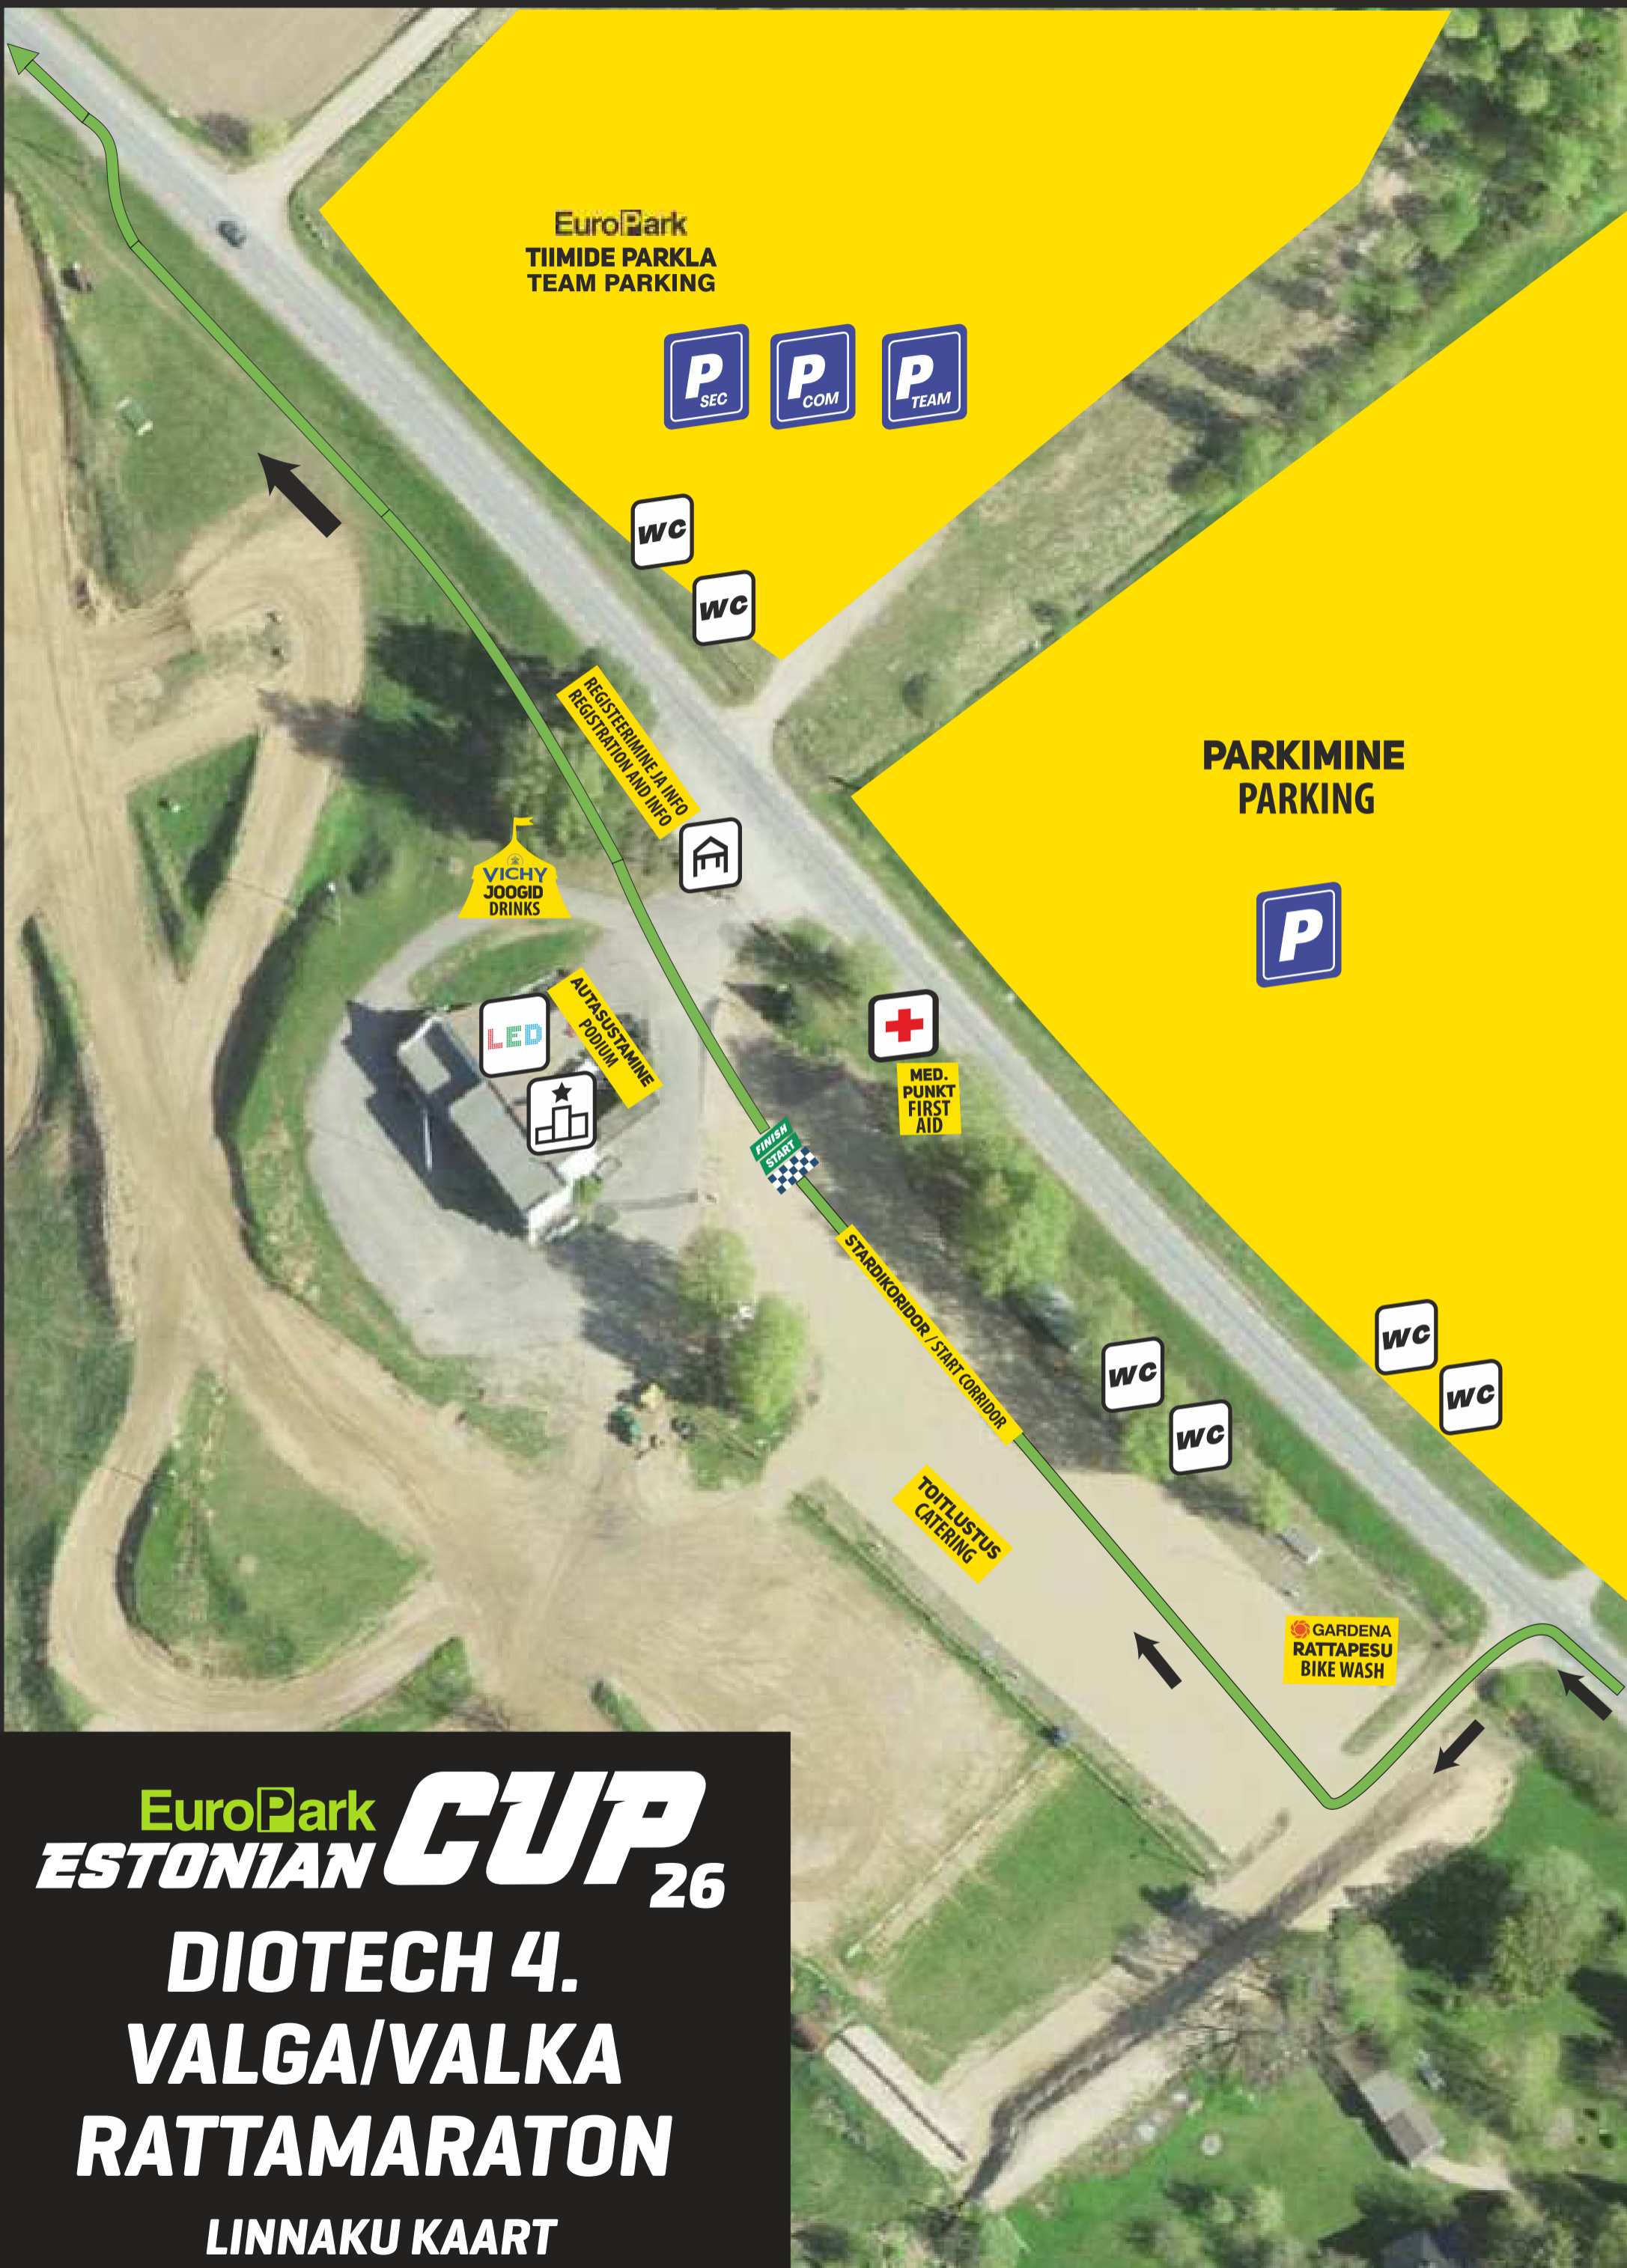 EuroPark
TIIMIDE PARKLA
TEAM PARKING
P SEC
P COM
P TEAM
WC
WC
REGISTEERIMINE JA INFO
REGISTRATION AND INFO
PARKIMINE
PARKING
P
VICHY
JOOGID
DRINKS
LED
AUTASUSTAMINE
PODIUM
MED.
PUNKT
FIRST
AID
FINISH
START
STARDIKORIDOR / START CORRIDOR
WC
WC
WC
WC
TOITLUSTUS
CATERING
GARDENA
RATTAPESU
BIKE WASH
EuroPark
ESTONIAN CUP 26
DIOTECH 4.
VALGA/VALKA
RATTAMARATON
LINNAKU KAART